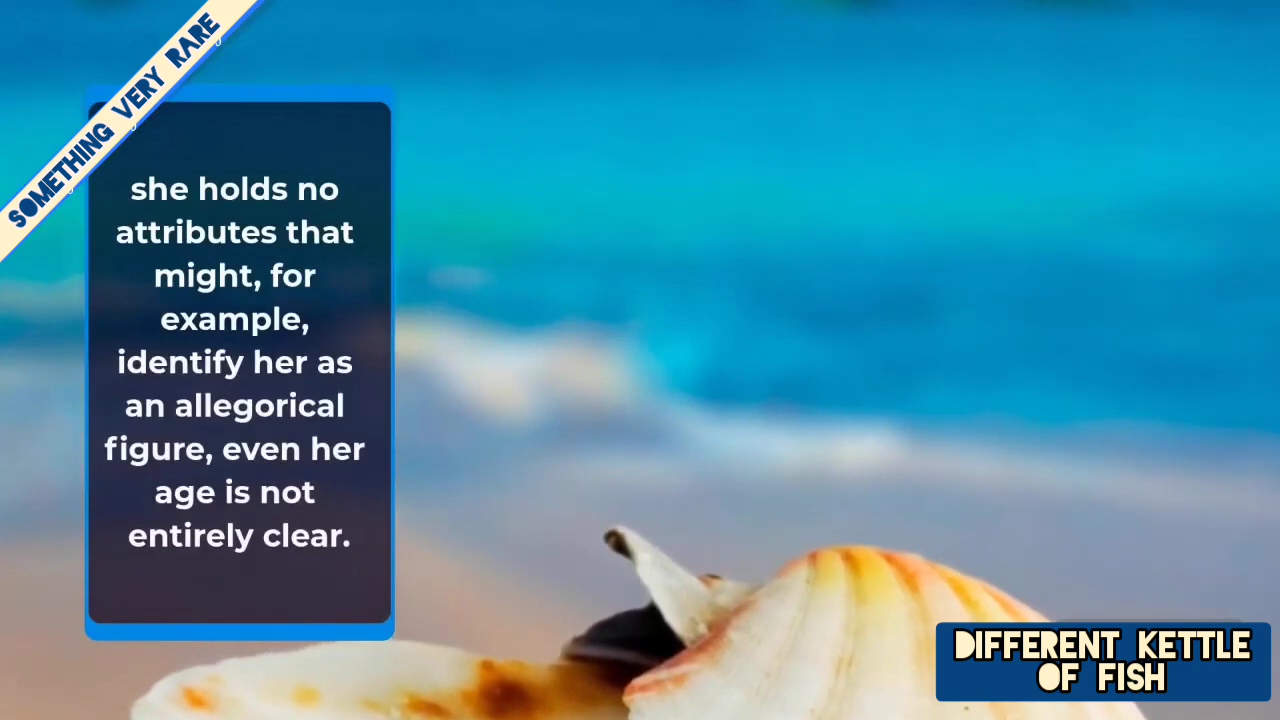 SOMETHING VERY RARE
she holds no
attributes that
might, for
example,
identify her as
an allegorical
figure, even her
age is not
entirely clear.
DIFFERENT KETTLE
OF FISH